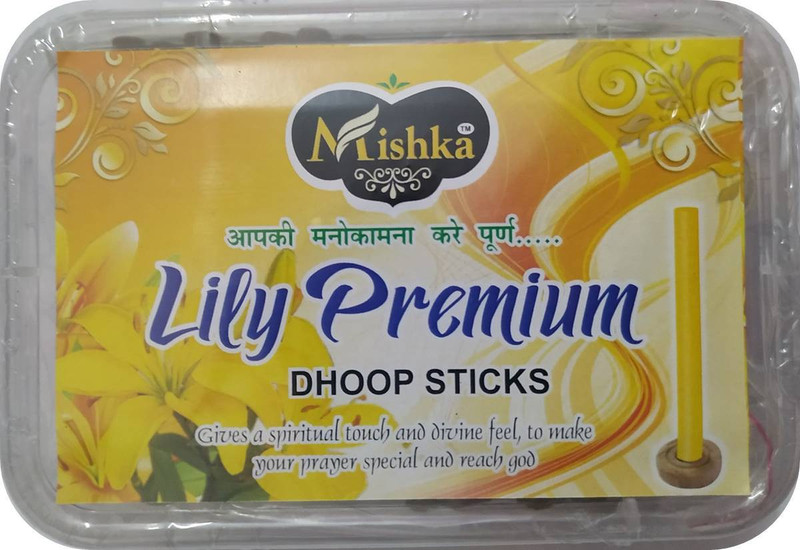 Mishka TM
आपकी मनोकामना करे पूर्ण.....
Lily Premium
DHOOP STICKS
Gives a spiritual touch and divine feel, to make
your prayer special and reach god